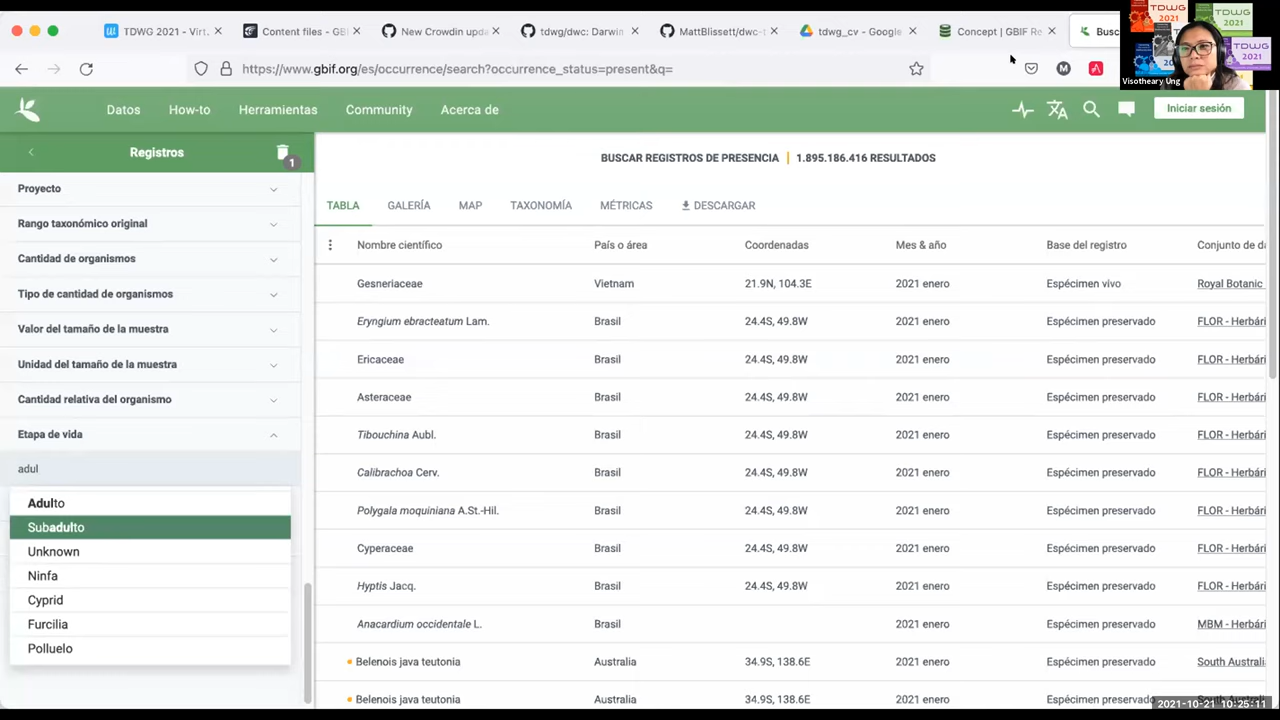 TDWG 2021 - Virt
Content files - GBI
New Crowdin upda
tdwg/dwc: Darwin
MattBlissett/dwc-t
tdwg_cv - Google
Concept | GBIF Re
Busc
https://www.gbif.org/es/occurrence/search?occurrence_status=present&q=
TDWG 2021
TDWG 2021
TDWG 2021
Visotheary Ung
Datos
How-to
Herramientas
Community
Acerca de
Iniciar sesión
Registros
1
Proyecto
Rango taxonómico original
Cantidad de organismos
Tipo de cantidad de organismos
Valor del tamaño de la muestra
Unidad del tamaño de la muestra
Cantidad relativa del organismo
Etapa de vida
adul
Adulto
Subadulto
Unknown
Ninfa
Cyprid
Furcilia
Polluelo
BUSCAR REGISTROS DE PRESENCIA | 1.895.186.416 RESULTADOS
TABLA GALERÍA MAP TAXONOMÍA MÉTRICAS DESCARGAR
Nombre científico País o área Coordenadas Mes & año Base del registro Conjunto de da
Gesneriaceae Vietnam 21.9N, 104.3E 2021 enero Espécimen vivo Royal Botanic
Eryngium ebracteatum Lam. Brasil 24.4S, 49.8W 2021 enero Espécimen preservado FLOR - Herbári
Ericaceae Brasil 24.4S, 49.8W 2021 enero Espécimen preservado FLOR - Herbári
Asteraceae Brasil 24.4S, 49.8W 2021 enero Espécimen preservado FLOR - Herbári
Tibouchina Aubl. Brasil 24.4S, 49.8W 2021 enero Espécimen preservado FLOR - Herbári
Calibrachoa Cerv. Brasil 24.4S, 49.8W 2021 enero Espécimen preservado FLOR - Herbári
Polygala moquiniana A.St.-Hil. Brasil 24.4S, 49.8W 2021 enero Espécimen preservado FLOR - Herbári
Cyperaceae Brasil 24.4S, 49.8W 2021 enero Espécimen preservado FLOR - Herbári
Hyptis Jacq. Brasil 24.4S, 49.8W 2021 enero Espécimen preservado FLOR - Herbári
Anacardium occidentale L. Brasil 2021 enero Espécimen preservado MBM - Herbári
Belenois java teutonia Australia 34.9S, 138.6E 2021 enero Espécimen preservado South Australi
Belenois java teutonia Australia 34.9S, 138.6E 2021 enero Espécimen preservado South Australi
2021-10-21 10:25:11